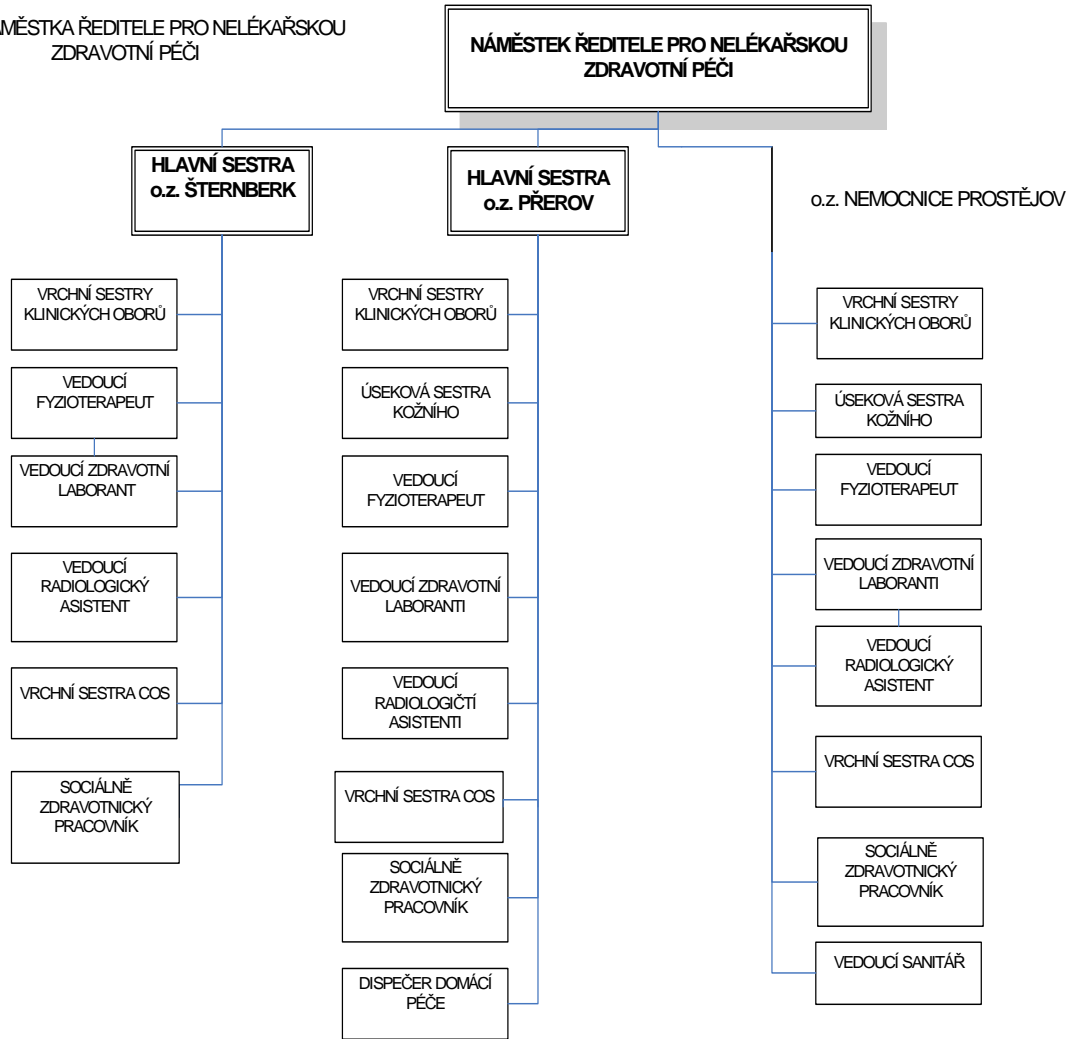 MĚSTKA ŘEDITELE PRO NELÉKAŘSKOU
ZDRAVOTNÍ PÉČI
NÁMĚSTEK ŘEDITELE PRO NELÉKAŘSKOU
ZDRAVOTNÍ PÉČI
HLAVNÍ SESTRA
o.z. ŠTERNBERK
VRCHNÍ SESTRY
KLINICKÝCH OBORŮ
VEDOUCÍ
FYZIOTERAPEUT
VEDOUCÍ ZDRAVOTNÍ
LABORANT
VEDOUCÍ
RADIOLOGICKÝ
ASISTENT
VRCHNÍ SESTRA COS
SOCIÁLNĚ
ZDRAVOTNICKÝ
PRACOVNÍK
HLAVNÍ SESTRA
o.z. PŘEROV
VRCHNÍ SESTRY
KLINICKÝCH OBORŮ
ÚSEKOVÁ SESTRA
KOŽNÍHO
VEDOUCÍ
FYZIOTERAPEUT
VEDOUCÍ ZDRAVOTNÍ
LABORANTI
VEDOUCÍ
RADIOLOGIČTÍ
ASISTENTI
VRCHNÍ SESTRA COS
SOCIÁLNĚ
ZDRAVOTNICKÝ
PRACOVNÍK
DISPEČER DOMÁCÍ
PÉČE
o.z. NEMOCNICE PROSTĚJOV
VRCHNÍ SESTRY
KLINICKÝCH OBORŮ
ÚSEKOVÁ SESTRA
KOŽNÍHO
VEDOUCÍ
FYZIOTERAPEUT
VEDOUCÍ ZDRAVOTNÍ
LABORANTI
VEDOUCÍ
RADIOLOGICKÝ
ASISTENT
VRCHNÍ SESTRA COS
SOCIÁLNĚ
ZDRAVOTNICKÝ
PRACOVNÍK
VEDOUCÍ SANITÁŘ